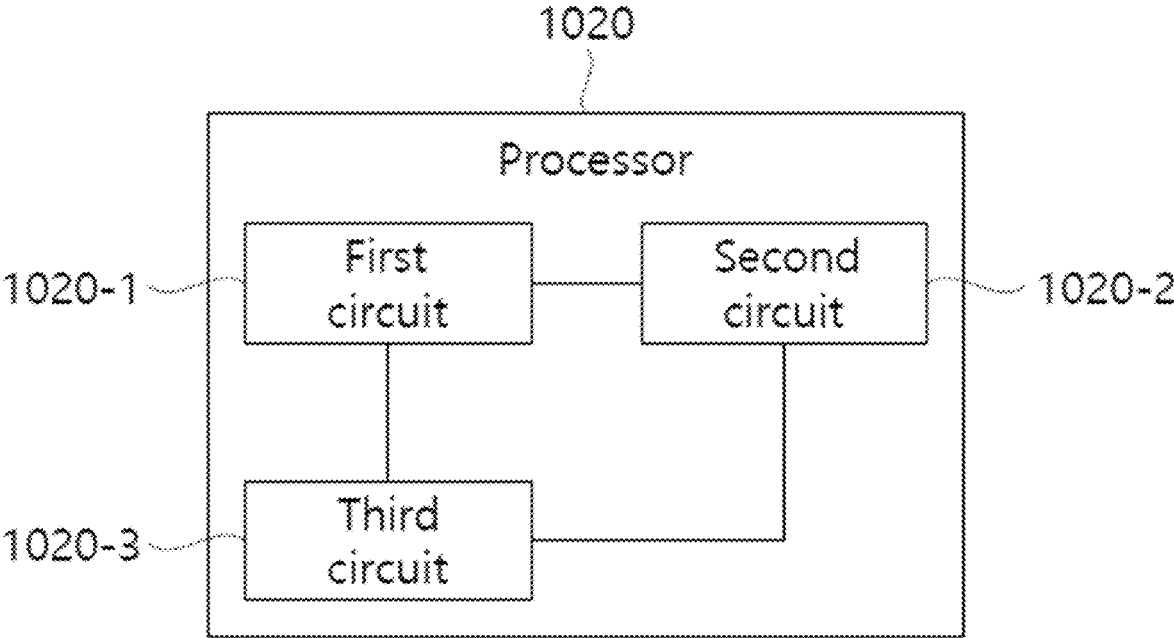 1020
Processor
First
circuit
Second
circuit
1020-1
1020-2
Third
circuit
1020-3